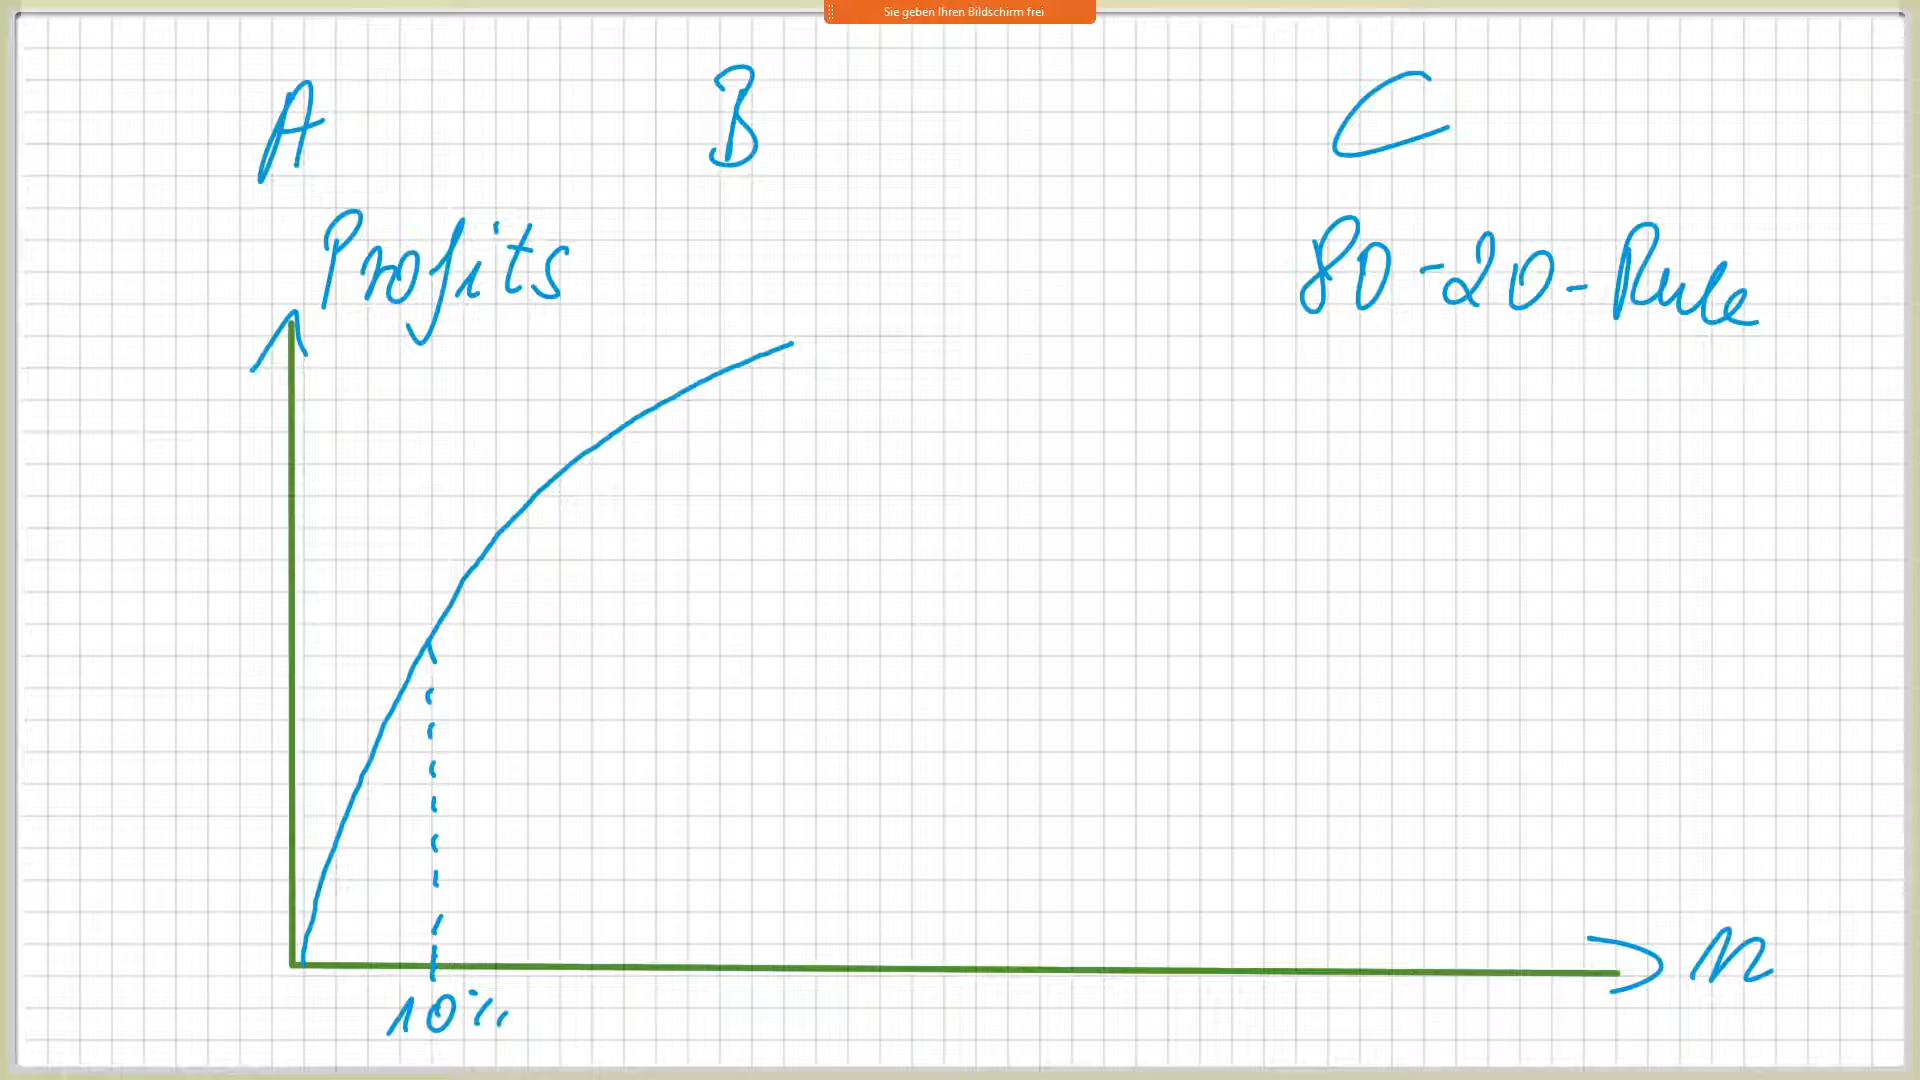 Sie geben Ihren Bildschirm frei
A B C
Profits
80-20-Rule
n
10%